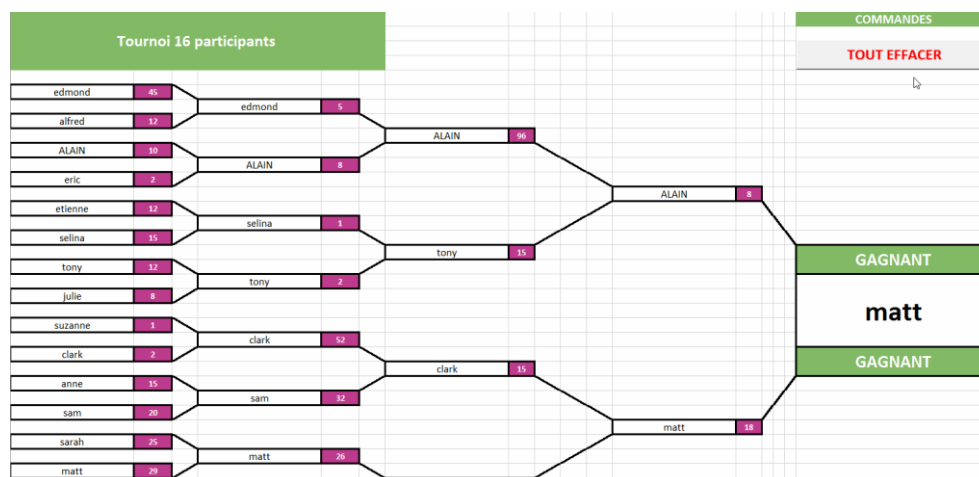 COMMANDES
Tournoi 16 participants
TOUT EFFACER
edmond 45
edmond 5
alfred 12
ALAIN 96
ALAIN 10
ALAIN 8
eric 2
ALAIN 8
etienne 12
selina 1
selina 15
tony 15
tony 12
GAGNANT
tony 2
julie 8
matt
suzanne 1
clark 52
clark 2
GAGNANT
clark 15
anne 15
sam 32
sam 20
matt 18
sarah 25
matt 26
matt 29